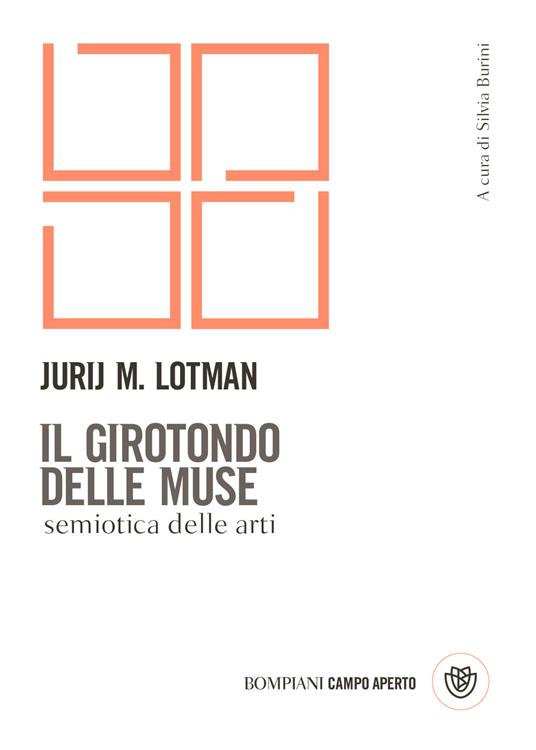 A cura di Silvia Burini
JURIJ M. LOTMAN
IL GIROTONDO
DELLE MUSE
semiotica delle arti
BOMPIANI CAMPO APERTO